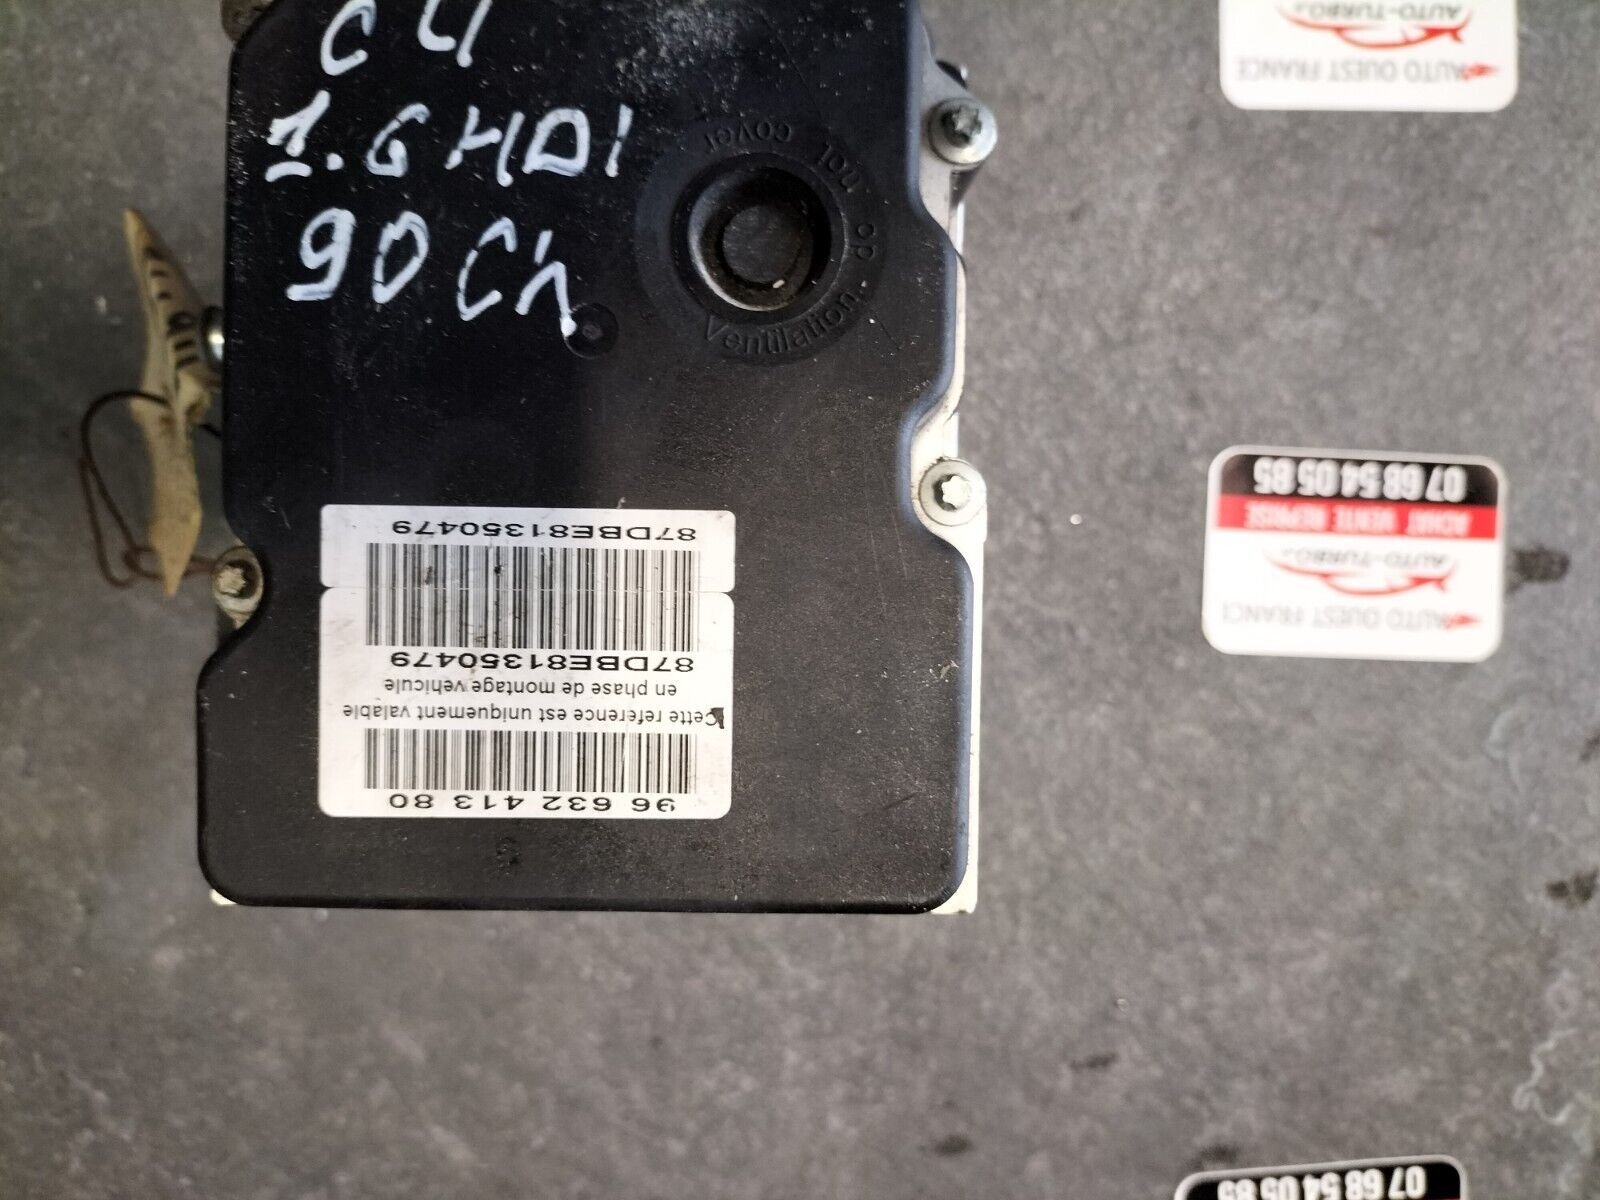 C4
1.6 HDI
90 CH
Ventilation - do not cover
96 632 413 80
Cette reference est uniquement valable
en phase de montage vehicule
87DBE81350479
87DBE81350479
AUTO OUEST FRANCE
AUTO-TURBO
AUTO OUEST FRANCE
AUTO-TURBO
ACHAT VENTE REPRISE
07 68 54 05 85
07 68 54 05 85